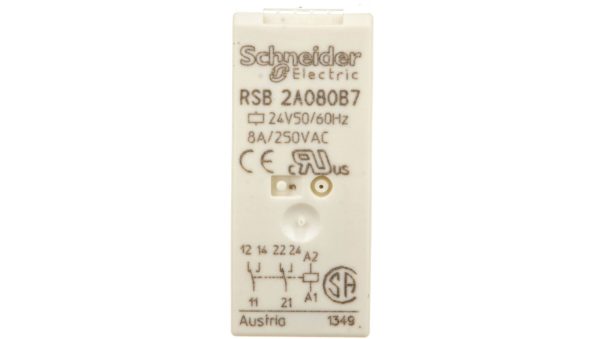 Schneider
Electric
RSB 2A080B7
24V50/60Hz
8A/250VAC
CE c RU us
12 14 22 24 A2
11 21 A1 SA
Austria 1349